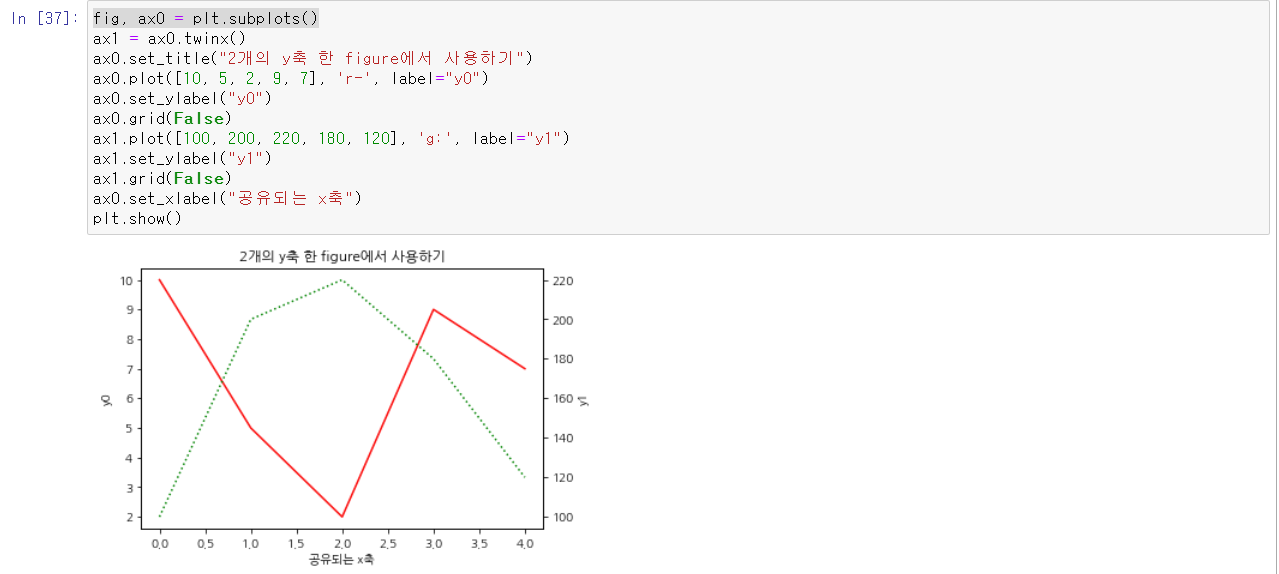 In [37]:
fig, ax0 = plt.subplots()
ax1 = ax0.twinx()
ax0.set_title("2개의 y축 한 figure에서 사용하기")
ax0.plot([10, 5, 2, 9, 7], 'r-', label="y0")
ax0.set_ylabel("y0")
ax0.grid(False)
ax1.plot([100, 200, 220, 180, 120], 'g:', label="y1")
ax1.set_ylabel("y1")
ax1.grid(False)
ax0.set_xlabel("공유되는 x축")
plt.show()
2개의 y축 한 figure에서 사용하기
10
9
8
7
6
5
4
3
2
y0
220
200
180
160
140
120
100
y1
0,0 0,5 1,0 1,5 2,0 2,5 3,0 3,5 4,0
공유되는 x축